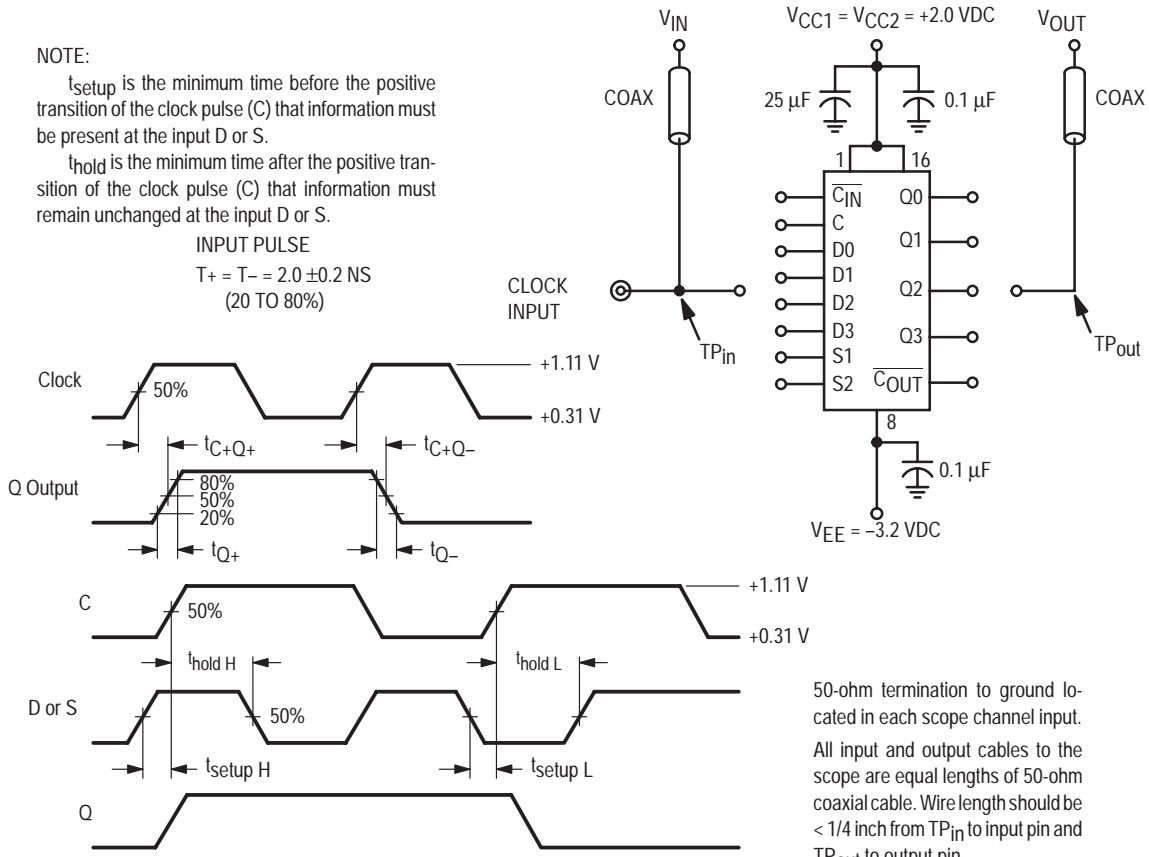 NOTE:
tsetup is the minimum time before the positive
transition of the clock pulse (C) that information must
be present at the input D or S.
thold is the minimum time after the positive tran-
sition of the clock pulse (C) that information must
remain unchanged at the input D or S.
INPUT PULSE
T+ = T– = 2.0 ±0.2 NS
(20 TO 80%)
VIN
VCC1 = VCC2 = +2.0 VDC
VOUT
COAX
25 µF
0.1 µF
COAX
1
16
CIN
C
D0
D1
D2
D3
S1
S2
Q0
Q1
Q2
Q3
COUT
8
CLOCK
INPUT
TPin
TPout
0.1 µF
VEE = –3.2 VDC
Clock
50%
+1.11 V
+0.31 V
tC+Q+
tC+Q–
Q Output
80%
50%
20%
tQ+
tQ–
C
50%
+1.11 V
+0.31 V
thold H
thold L
D or S
50%
tsetup H
tsetup L
Q
50-ohm termination to ground lo-
cated in each scope channel input.
All input and output cables to the
scope are equal lengths of 50-ohm
coaxial cable. Wire length should be
< 1/4 inch from TPin to input pin and
TPout to output pin